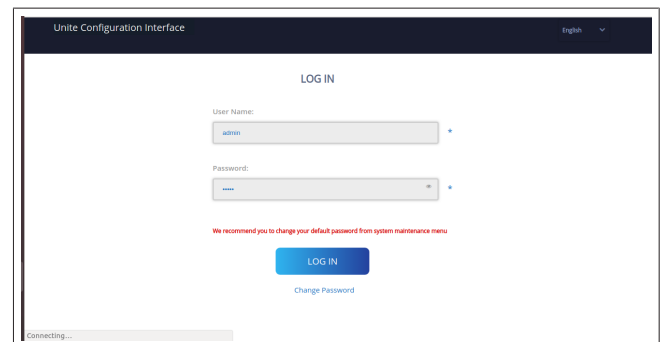 Unite Configuration Interface
English
LOG IN
User Name:
admin
*
Password:
•••••
*
We recommend you to change your default password from system maintenance menu
LOG IN
Change Password
Connecting...